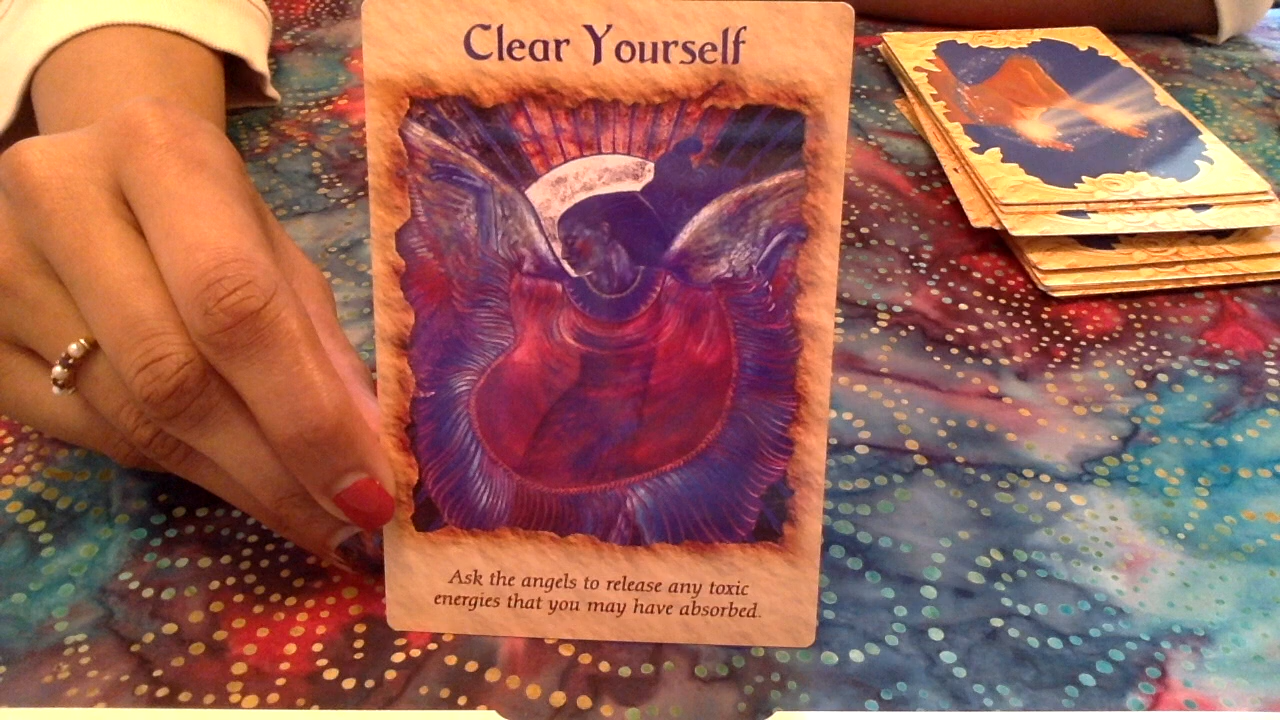 Clear Yourself
Ask the angels to release any toxic
energies that you may have absorbed.